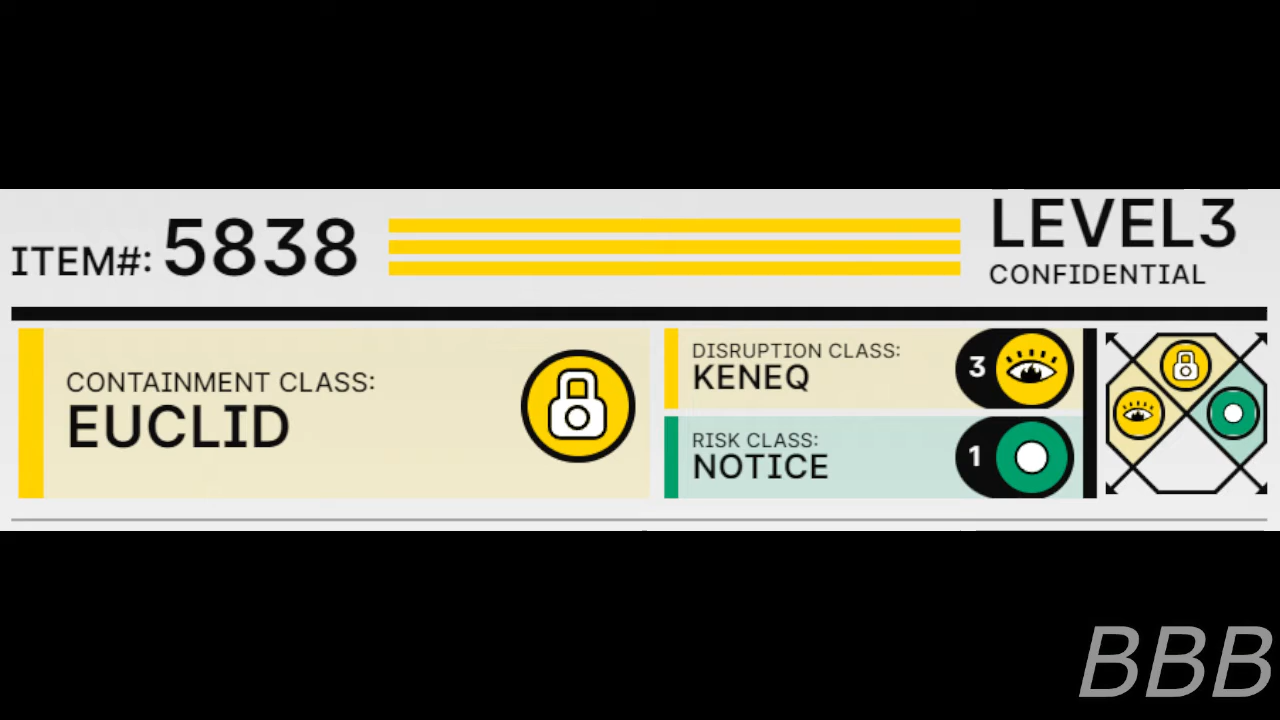 ITEM#: 5838
LEVEL3
CONFIDENTIAL
CONTAINMENT CLASS:
EUCLID
DISRUPTION CLASS:
KENEQ
3
RISK CLASS:
NOTICE
1
BBB